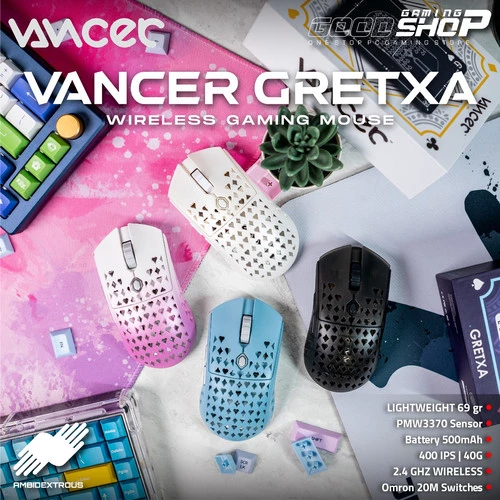 vancer
GAMING
GOOD SHOP
ONE STOP PC GAMING STORE
VANCER GRETXA
WIRELESS GAMING MOUSE
vancer
GRETXA
LIGHTWEIGHT 69 gr
PMW3370 Sensor
Battery 500mAh
400 IPS | 40G
2.4 GHZ WIRELESS
Omron 20M Switches
AMBIDEXTROUS